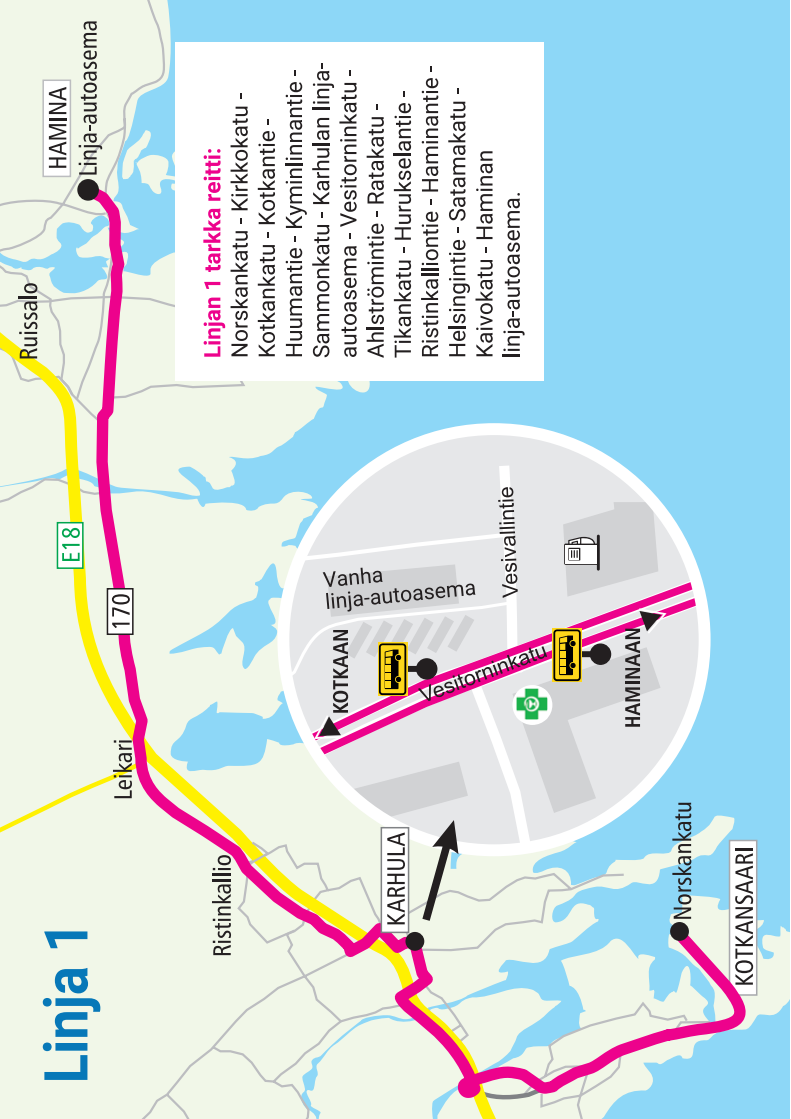 Linja 1
HAMINA
Linja-autoasema
Ruissalo
E18
170
Leikari
Ristinkallio
KARHULA
Norskankatu
KOTKANSAARI
Linjan 1 tarkka reitti:
Norskankatu - Kirkkokatu -
Kotkankatu - Kotkantie -
Huumantie - Kyminlinnantie -
Sammonkatu - Karhulan linja-
autoasema - Vesitorninkatu -
Ahlströmintie - Ratakatu -
Tikankatu - Hurukselantie -
Ristinkalliontie - Haminantie -
Helsingintie - Satamakatu -
Kaivokatu - Haminan
linja-autoasema.
Vanha
linja-autoasema
Vesivallintie
KOTKAAN
Vesitorninkatu
HAMINAAN